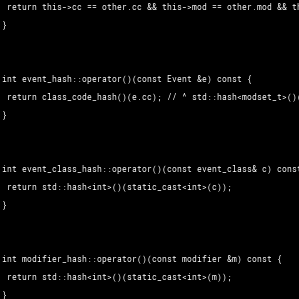 return this->cc == other.cc && this->mod == other.mod && th
}
int event_hash::operator()(const Event &e) const {
return class_code_hash()(e.cc); // ^ std::hash<modset_t>()(
}
int event_class_hash::operator()(const event_class& c) const
return std::hash<int>()(static_cast<int>(c));
}
int modifier_hash::operator()(const modifier &m) const {
return std::hash<int>()(static_cast<int>(m));
}